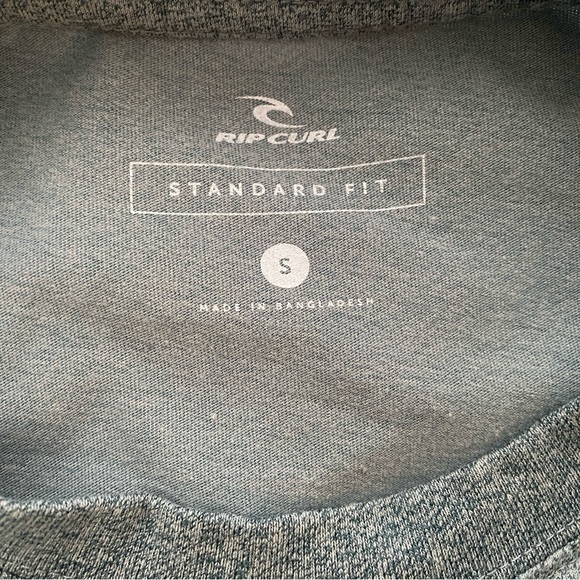 RIP CURL
STANDARD FIT
S
MADE IN BANGLADESH